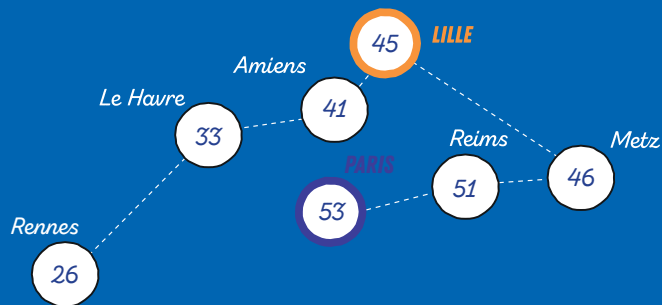 45 LILLE
Amiens
41
Le Havre
33
Reims
51
Metz
46
PARIS
53
Rennes
26